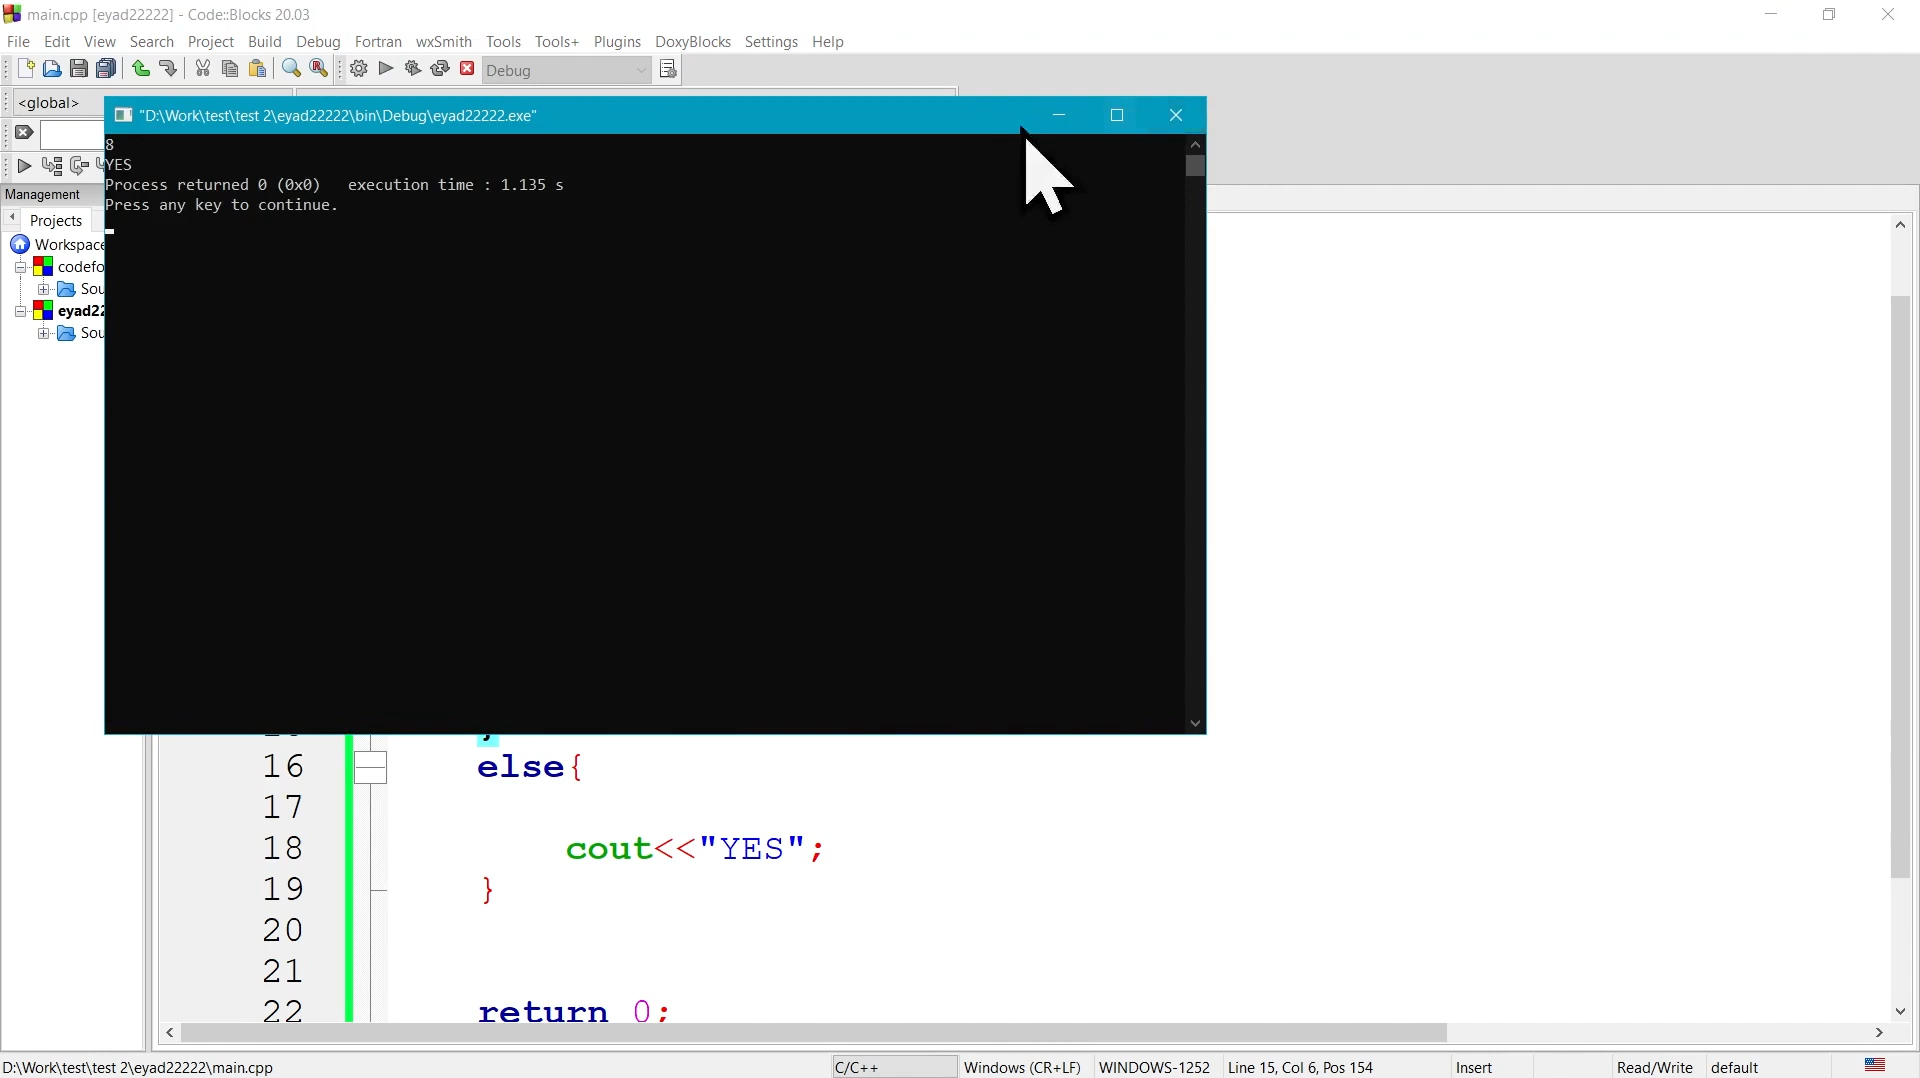 main.cpp [eyad22222] - Code::Blocks 20.03
File Edit View Search Project Build Debug Fortran wxSmith Tools Tools+ Plugins DoxyBlocks Settings Help
Debug
<global>
"D:\Work\test\test 2\eyad22222\bin\Debug\eyad22222.exe"
8
YES
Process returned 0 (0x0)   execution time : 1.135 s
Press any key to continue.
Management
Projects
Workspace
codefo
Sou
eyad22
Sou
16 else{
17
18 cout<<"YES";
19 }
20
21
22 return 0;
D:\Work\test\test 2\eyad22222\main.cpp C/C++ Windows (CR+LF) WINDOWS-1252 Line 15, Col 6, Pos 154 Insert Read/Write default